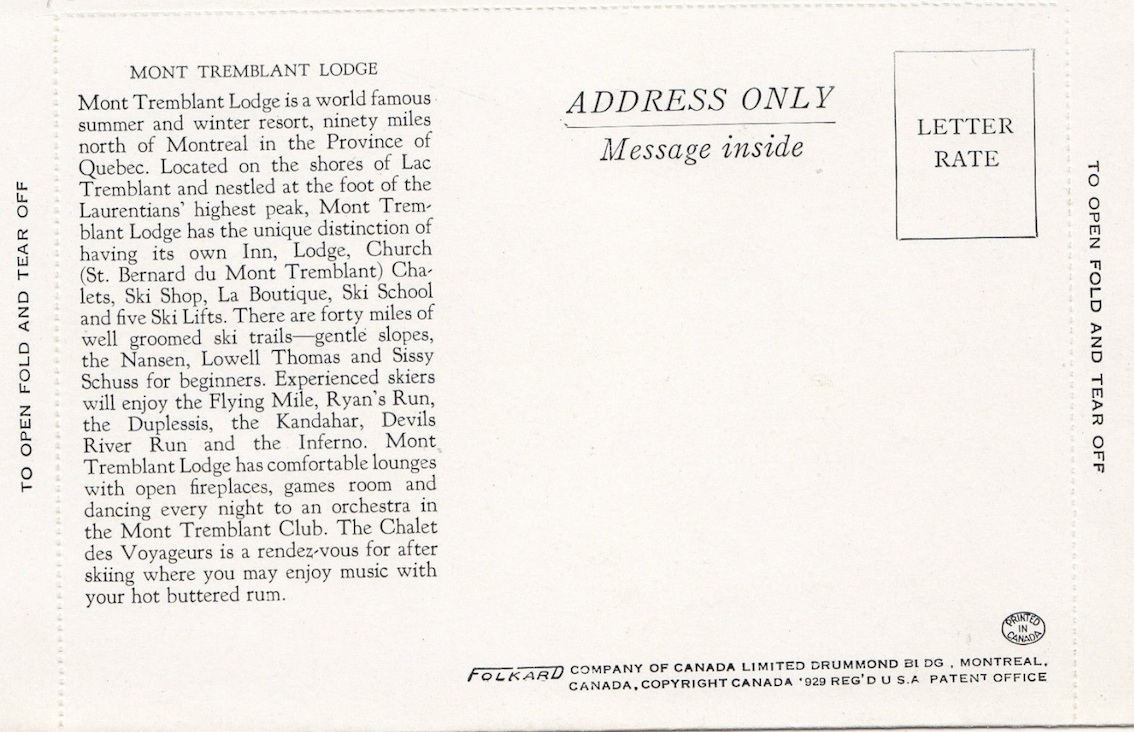 MONT TREMBLANT LODGE
Mont Tremblant Lodge is a world famous
summer and winter resort, ninety miles
north of Montreal in the Province of
Quebec. Located on the shores of Lac
Tremblant and nestled at the foot of the
Laurentians' highest peak, Mont Trem-
blant Lodge has the unique distinction of
having its own Inn, Lodge, Church
(St. Bernard du Mont Tremblant) Cha-
lets, Ski Shop, La Boutique, Ski School
and five Ski Lifts. There are forty miles of
well groomed ski trails—gentle slopes,
the Nansen, Lowell Thomas and Sissy
Schuss for beginners. Experienced skiers
will enjoy the Flying Mile, Ryan's Run,
the Duplessis, the Kandahar, Devils
River Run and the Inferno. Mont
Tremblant Lodge has comfortable lounges
with open fireplaces, games room and
dancing every night to an orchestra in
the Mont Tremblant Club. The Chalet
des Voyageurs is a rendez-vous for after
skiing where you may enjoy music with
your hot buttered rum.
ADDRESS ONLY
Message inside
LETTER
RATE
TO OPEN FOLD AND TEAR OFF
TO OPEN FOLD AND TEAR OFF
PRINTED
IN
CANADA
FOLKARD COMPANY OF CANADA LIMITED DRUMMOND BLDG, MONTREAL,
CANADA, COPYRIGHT CANADA '929 REG'D U S.A PATENT OFFICE